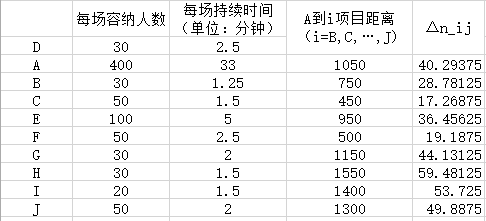 每场容纳人数 每场持续时间（单位：分钟） A到i项目距离（i=B,C,…,J） △n_ij
D 30 2.5
A 400 33 1050 40.29375
B 30 1.25 750 28.78125
C 50 1.5 450 17.26875
E 100 5 950 36.45625
F 50 2.5 500 19.1875
G 30 2 1150 44.13125
H 30 1.5 1550 59.48125
I 20 1.5 1400 53.725
J 50 2 1300 49.8875